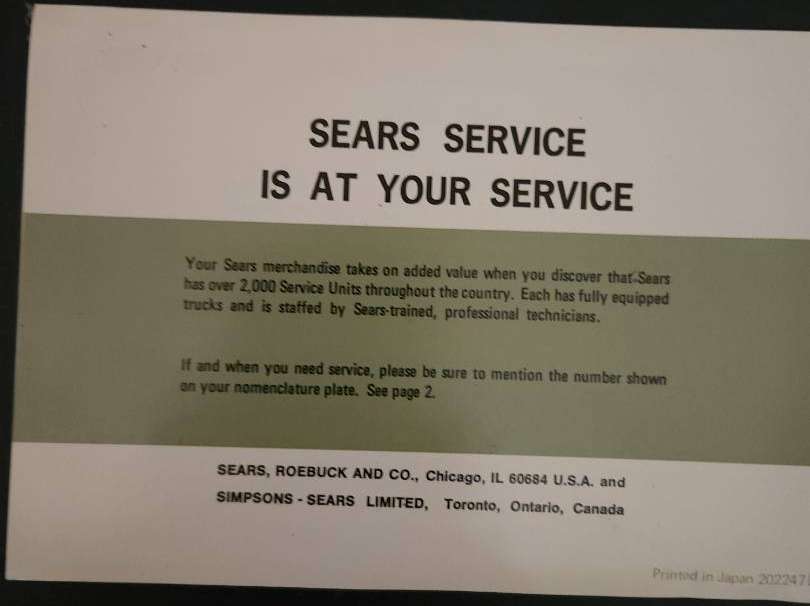 SEARS SERVICE
IS AT YOUR SERVICE
Your Sears merchandise takes on added value when you discover that Sears
has over 2,000 Service Units throughout the country. Each has fully equipped
trucks and is staffed by Sears-trained, professional technicians.
If and when you need service, please be sure to mention the number shown
on your nomenclature plate. See page 2.
SEARS, ROEBUCK AND CO., Chicago, IL 60684 U.S.A. and
SIMPSONS - SEARS LIMITED, Toronto, Ontario, Canada
Printed in Japan 202247